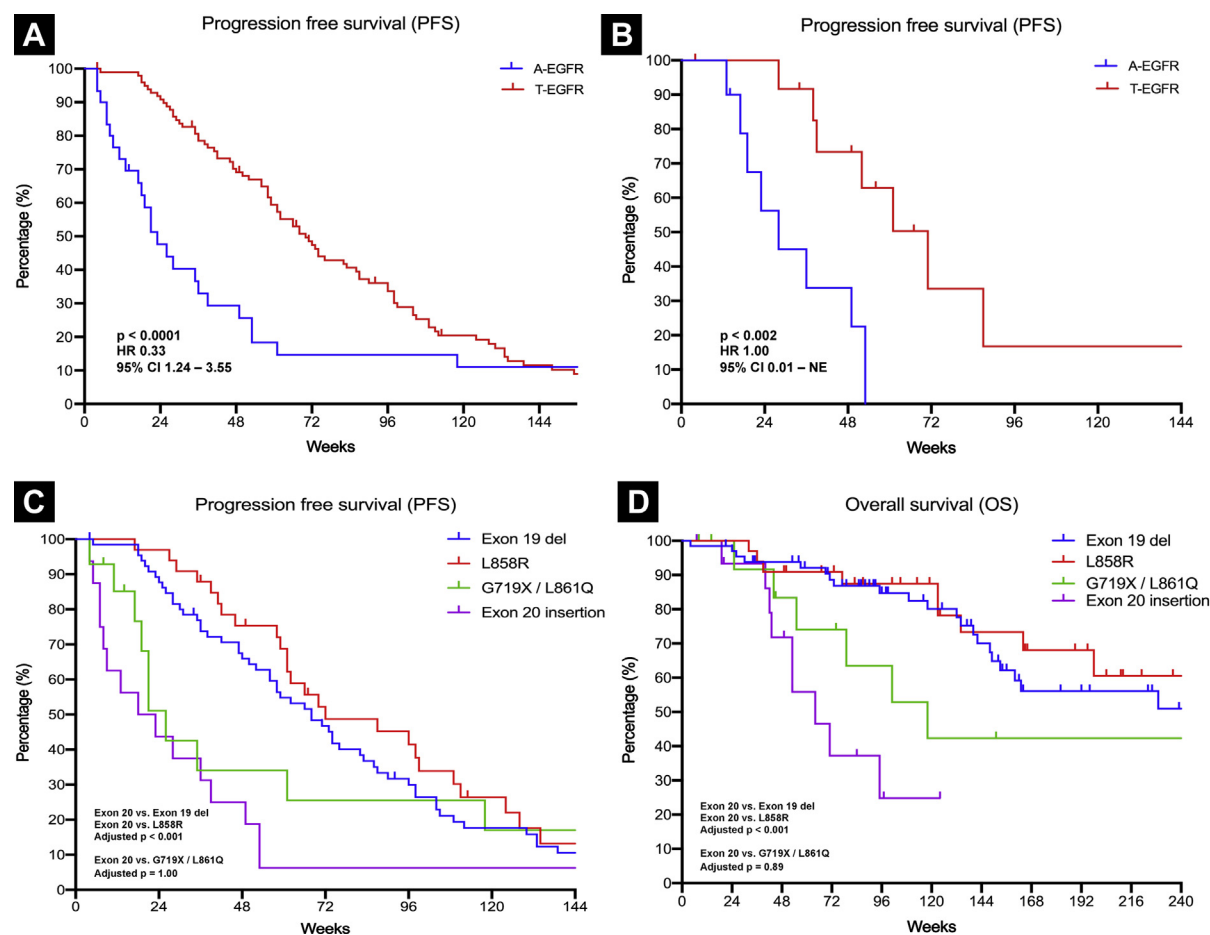 A
Progression free survival (PFS)
A-EGFR
T-EGFR
Percentage (%)
100
90
80
70
60
50
40
30
20
10
0
p < 0.0001
HR 0.33
95% CI 1.24 – 3.55
0 24 48 72 96 120 144
Weeks
B
Progression free survival (PFS)
A-EGFR
T-EGFR
Percentage (%)
100
90
80
70
60
50
40
30
20
10
0
p < 0.002
HR 1.00
95% CI 0.01 – NE
0 24 48 72 96 120 144
Weeks
C
Progression free survival (PFS)
Exon 19 del
L858R
G719X / L861Q
Exon 20 insertion
Percentage (%)
100
90
80
70
60
50
40
30
20
10
0
Exon 20 vs. Exon 19 del
Exon 20 vs. L858R
Adjusted p < 0.001
Exon 20 vs. G719X / L861Q
Adjusted p = 1.00
0 24 48 72 96 120 144
Weeks
D
Overall survival (OS)
Exon 19 del
L858R
G719X / L861Q
Exon 20 insertion
Percentage (%)
100
90
80
70
60
50
40
30
20
10
0
Exon 20 vs. Exon 19 del
Exon 20 vs. L858R
Adjusted p < 0.001
Exon 20 vs. G719X / L861Q
Adjusted p = 0.89
0 24 48 72 96 120 144 168 192 216 240
Weeks